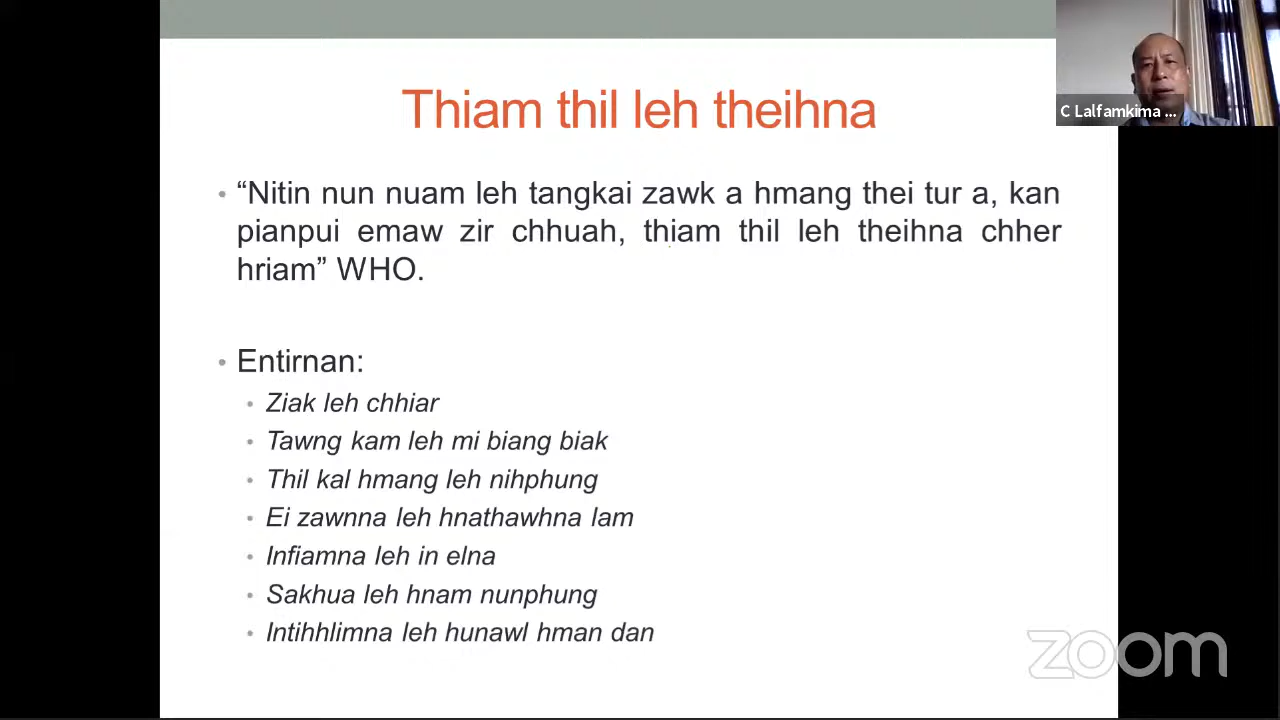 Thiam thil leh theihna
• “Nitin nun nuam leh tangkai zawk a hmang thei tur a, kan
pianpui emaw zir chhuah, thiam thil leh theihna chher
hriam” WHO.
• Entirnan:
• Ziak leh chhiar
• Tawng kam leh mi biang biak
• Thil kal hmang leh nihphung
• Ei zawnna leh hnathawhna lam
• Infiamna leh in elna
• Sakhua leh hnam nunphung
• Intihhlimna leh hunawl hman dan
C Lalfamkima ...
zoom